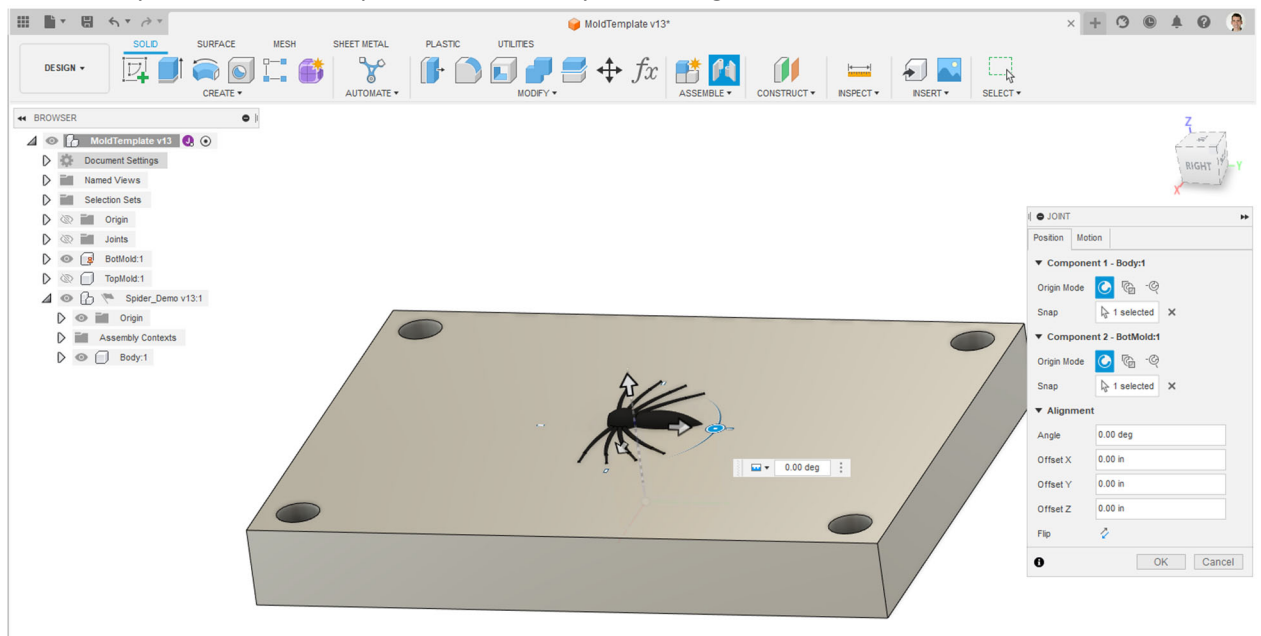 MoldTemplate v13*
SOLID SURFACE MESH SHEET METAL PLASTIC UTILITIES
DESIGN
CREATE AUTOMATE MODIFY fx ASSEMBLE CONSTRUCT INSPECT INSERT SELECT
BROWSER
MoldTemplate v13
Document Settings
Named Views
Selection Sets
Origin
Joints
BotMold:1
TopMold:1
Spider_Demo v13:1
Origin
Assembly Contexts
Body:1
0.00 deg
Z
RIGHT
Y
X
JOINT
Position Motion
Component 1 - Body:1
Origin Mode
Snap 1 selected
Component 2 - BotMold:1
Origin Mode
Snap 1 selected
Alignment
Angle 0.00 deg
Offset X 0.00 in
Offset Y 0.00 in
Offset Z 0.00 in
Flip
OK Cancel